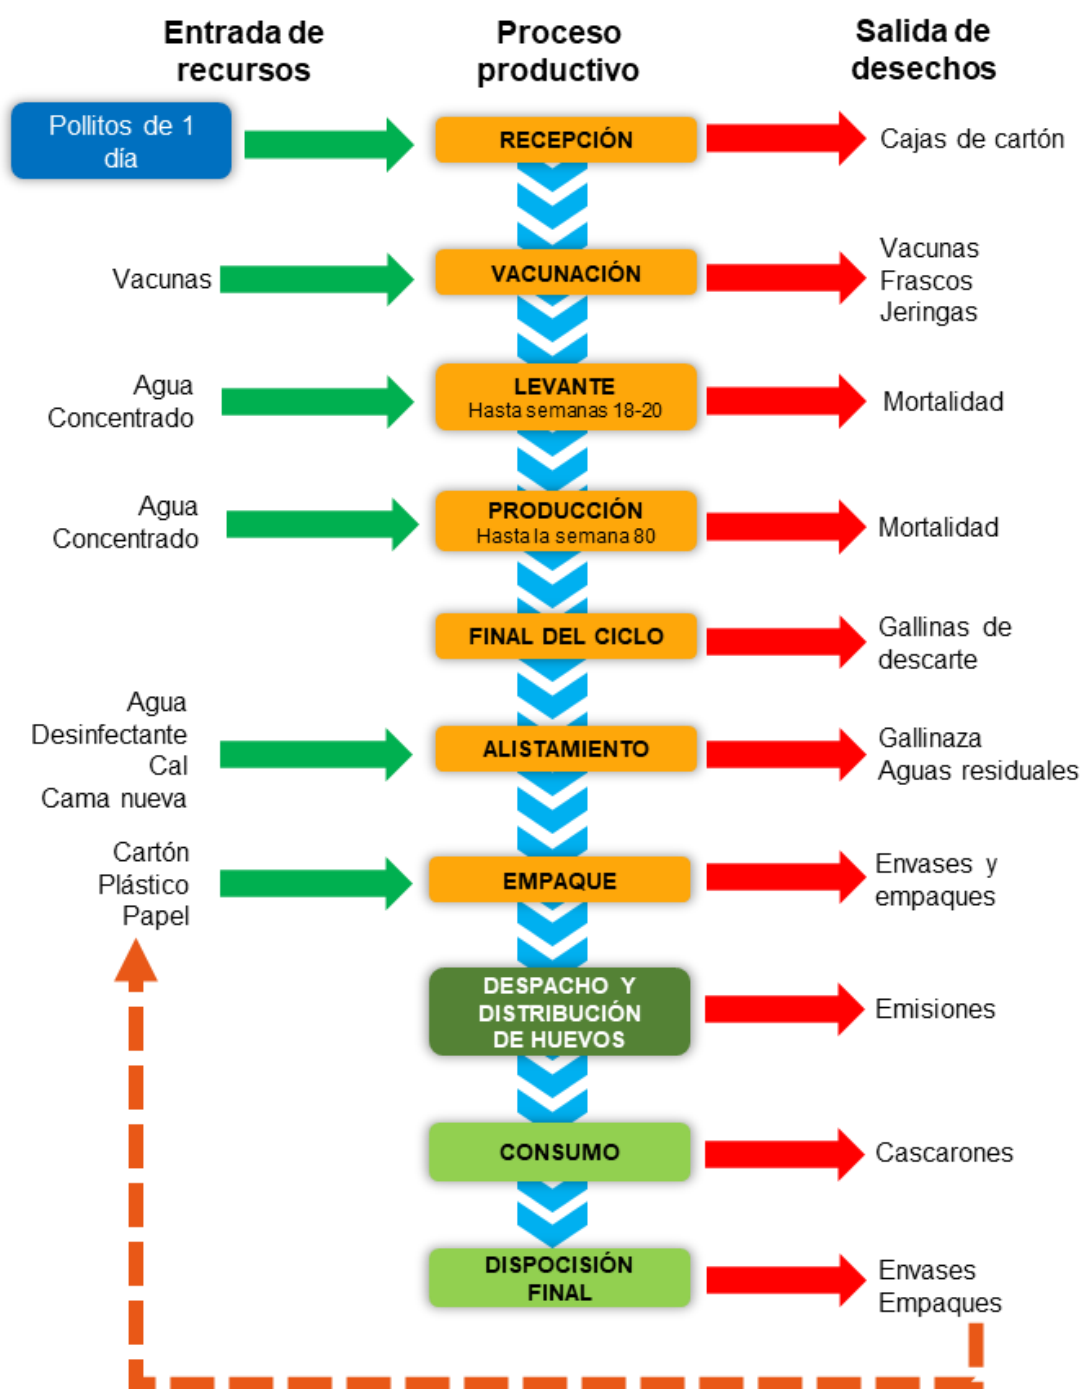 Entrada de
recursos
Proceso
productivo
Salida de
desechos
Pollitos de 1
día
RECEPCIÓN
Cajas de cartón
Vacunas
VACUNACIÓN
Vacunas
Frascos
Jeringas
Agua
Concentrado
LEVANTE
Hasta semanas 18-20
Mortalidad
Agua
Concentrado
PRODUCCIÓN
Hasta la semana 80
Mortalidad
FINAL DEL CICLO
Gallinas de
descarte
Agua
Desinfectante
Cal
Cama nueva
ALISTAMIENTO
Gallinaza
Aguas residuales
Cartón
Plástico
Papel
EMPAQUE
Envases y
empaques
DESPACHO Y
DISTRIBUCIÓN
DE HUEVOS
Emisiones
CONSUMO
Cascarones
DISPOCISIÓN
FINAL
Envases
Empaques